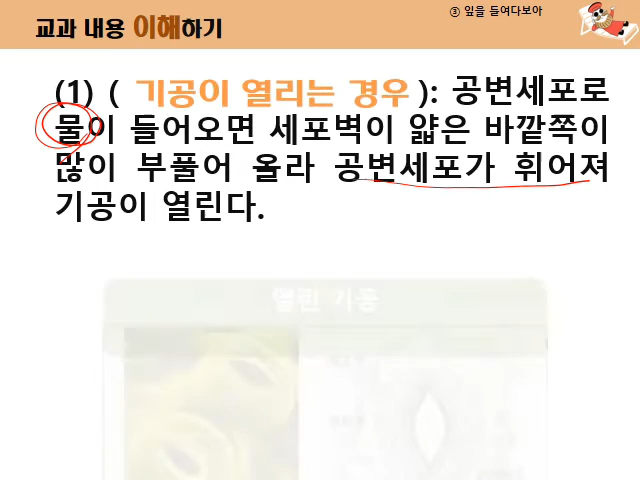 교과 내용 이해하기
③ 잎을 들여다보아
(1) ( 기공이 열리는 경우 ): 공변세포로
물이 들어오면 세포벽이 얇은 바깥쪽이
많이 부풀어 올라 공변세포가 휘어져
기공이 열린다.
열린 기공